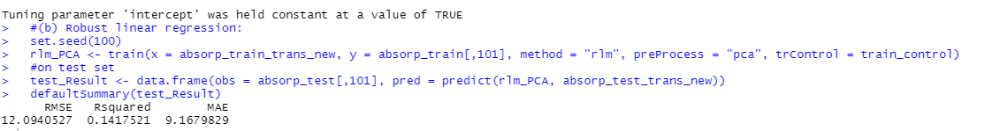 Tuning parameter 'intercept' was held constant at a value of TRUE
>   #(b) Robust linear regression:
>   set.seed(100)
>   rlm_PCA <- train(x = absorp_train_trans_new, y = absorp_train[,101], method = "rlm", preProcess = "pca", trControl = train_control)
>   #on test set
>   test_Result <- data.frame(obs = absorp_test[,101], pred = predict(rlm_PCA, absorp_test_trans_new))
>   defaultSummary(test_Result)
      RMSE   Rsquared        MAE
12.0940527  0.1417521  9.1679829